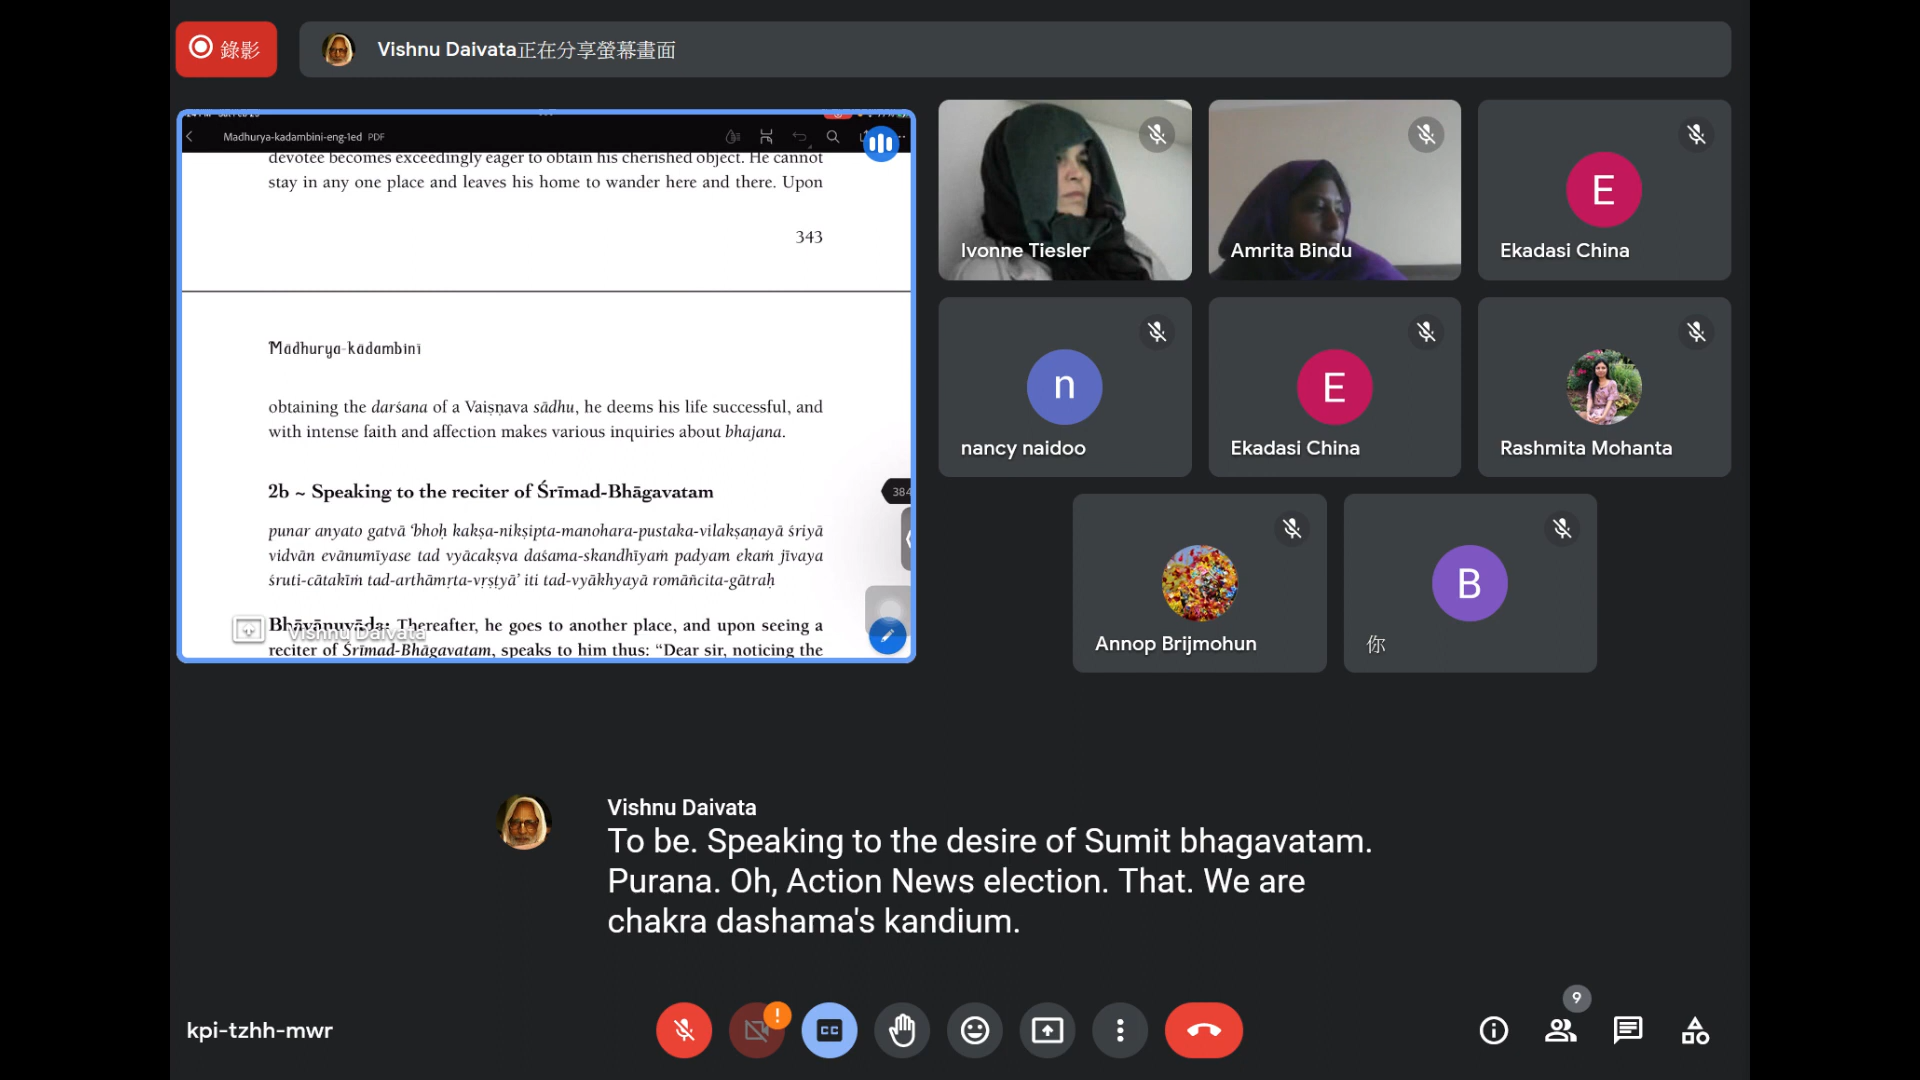 錄影
Vishnu Daivata正在分享螢幕畫面
Madhurya-kadambini-eng-1ed PDF
devotee becomes exceedingly eager to obtain his cherished object. He cannot
stay in any one place and leaves his home to wander here and there. Upon
343
Mādhurya-kādambinī
obtaining the darśana of a Vaiṣṇava sādhu, he deems his life successful, and
with intense faith and affection makes various inquiries about bhajana.
2b ~ Speaking to the reciter of Śrīmad-Bhāgavatam
384
punar anyato gatvā ‘bhoḥ kakṣa-nikṣipta-manohara-pustaka-vilakṣaṇayā śriyā
vidvān evānumīyase tad vyācakṣva daśama-skandhīyaṁ padyam ekaṁ jīvaya
śruti-cātakīṁ tad-arthāmṛta-vṛṣṭyā’ iti tad-vyākhyayā romāñcita-gātraḥ
Bhāvānuvāda: Thereafter, he goes to another place, and upon seeing a
Vishnu Daivata
reciter of Śrīmad-Bhāgavatam, speaks to him thus: “Dear sir, noticing the
Ivonne Tiesler
Amrita Bindu
E
Ekadasi China
n
nancy naidoo
E
Ekadasi China
Rashmita Mohanta
Annop Brijmohun
B
你
Vishnu Daivata
To be. Speaking to the desire of Sumit bhagavatam.
Purana. Oh, Action News election. That. We are
chakra dashama's kandium.
kpi-tzhh-mwr
CC
9